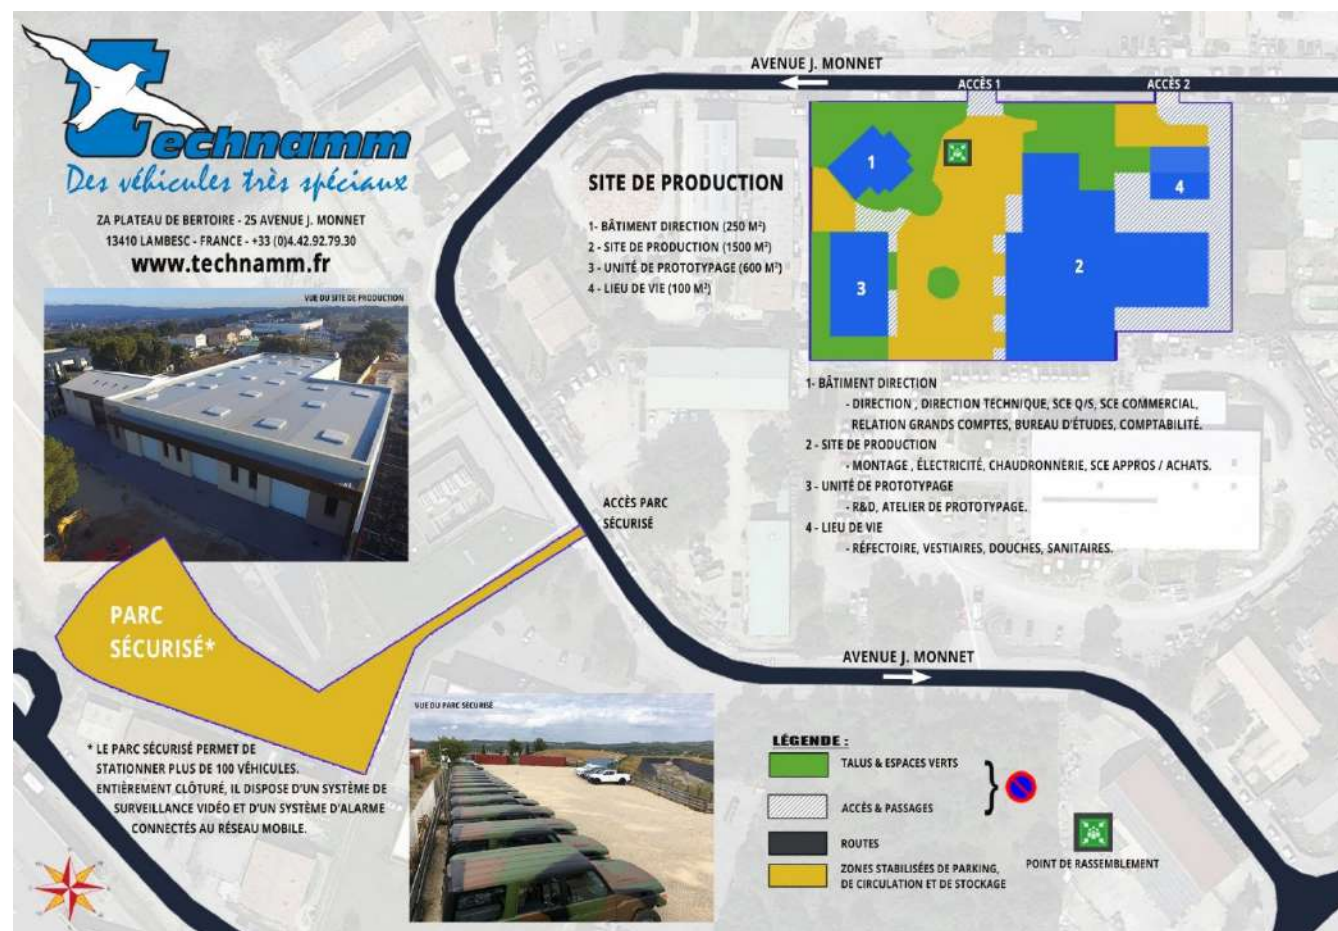 Technamm
Des véhicules très spéciaux
ZA PLATEAU DE BERTOIRE - 25 AVENUE J. MONNET
13410 LAMBESC - FRANCE - +33 (0)4.42.92.79.30
www.technamm.fr
VUE DU SITE DE PRODUCTION
AVENUE J. MONNET
ACCÈS 1
ACCÈS 2
SITE DE PRODUCTION
1- BÂTIMENT DIRECTION (250 M²)
2 - SITE DE PRODUCTION (1500 M²)
3 - UNITÉ DE PROTOTYPAGE (600 M²)
4 - LIEU DE VIE (100 M²)
1
4
2
3
1- BÂTIMENT DIRECTION
- DIRECTION , DIRECTION TECHNIQUE, SCE Q/S, SCE COMMERCIAL,
RELATION GRANDS COMPTES, BUREAU D'ÉTUDES, COMPTABILITÉ.
2 - SITE DE PRODUCTION
- MONTAGE , ÉLECTRICITÉ, CHAUDRONNERIE, SCE APPROS / ACHATS.
3 - UNITÉ DE PROTOTYPAGE
- R&D, ATELIER DE PROTOTYPAGE.
4 - LIEU DE VIE
- RÉFECTOIRE, VESTIAIRES, DOUCHES, SANITAIRES.
ACCÈS PARC
SÉCURISÉ
PARC
SÉCURISÉ*
* LE PARC SÉCURISÉ PERMET DE
STATIONNER PLUS DE 100 VÉHICULES.
ENTIÈREMENT CLÔTURÉ, IL DISPOSE D'UN SYSTÈME DE
SURVEILLANCE VIDÉO ET D'UN SYSTÈME D'ALARME
CONNECTÉS AU RÉSEAU MOBILE.
VUE DU PARC SÉCURISÉ
AVENUE J. MONNET
LÉGENDE :
TALUS & ESPACES VERTS
ACCÈS & PASSAGES
ROUTES
ZONES STABILISÉES DE PARKING,
DE CIRCULATION ET DE STOCKAGE
POINT DE RASSEMBLEMENT